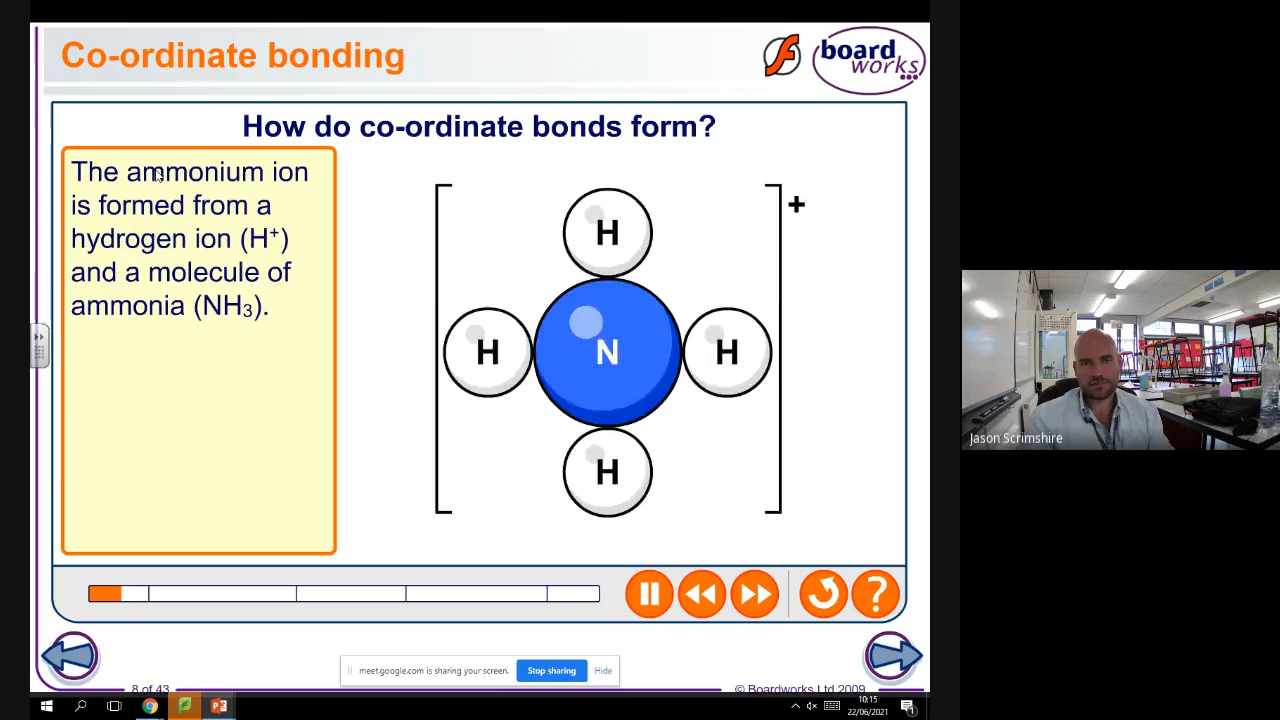 Co-ordinate bonding
board
works
How do co-ordinate bonds form?
The ammonium ion
is formed from a
hydrogen ion (H⁺)
and a molecule of
ammonia (NH₃).
+
H
H
N
H
H
Jason Scrimshire
?
meet.google.com is sharing your screen.
Stop sharing
Hide
8 of 43
© Boardworks Ltd 2009
10:15
22/06/2021
1